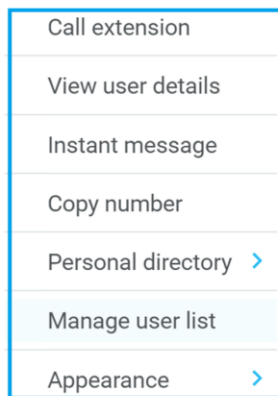 Call extension
View user details
Instant message
Copy number
Personal directory
Manage user list
Appearance